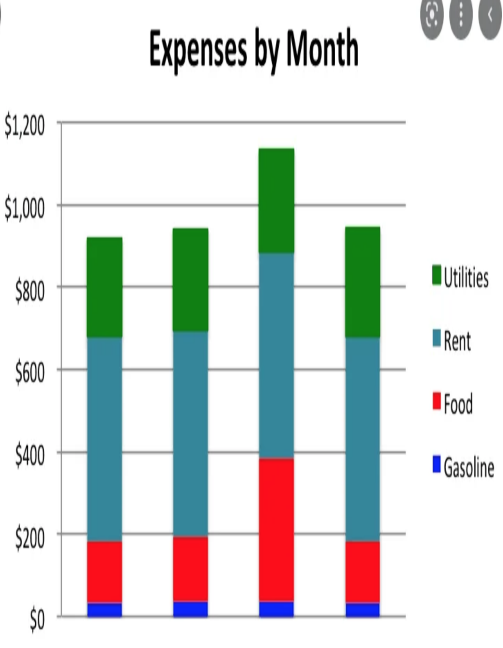 Expenses by Month
$1,200
$1,000
$800
$600
$400
$200
$0
Utilities
Rent
Food
Gasoline